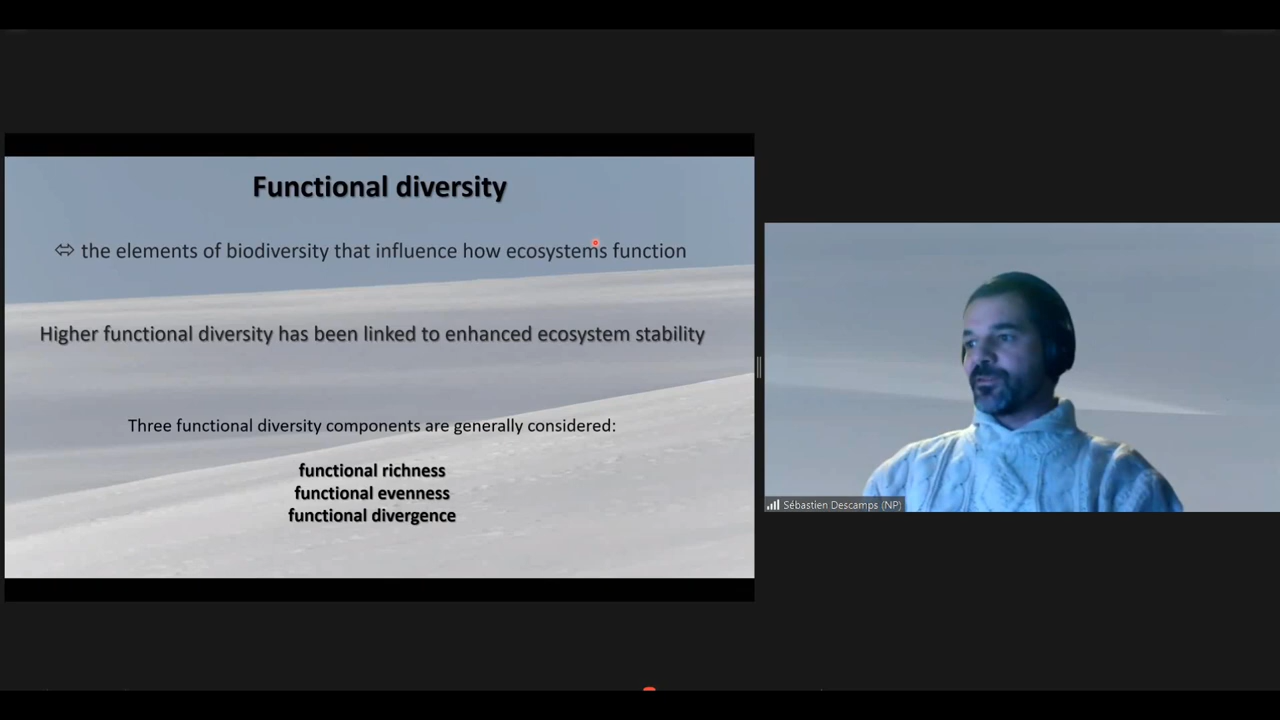 Functional diversity
⇔ the elements of biodiversity that influence how ecosystems function
Higher functional diversity has been linked to enhanced ecosystem stability
Three functional diversity components are generally considered:
functional richness
functional evenness
functional divergence
Sébastien Descamps (NP)